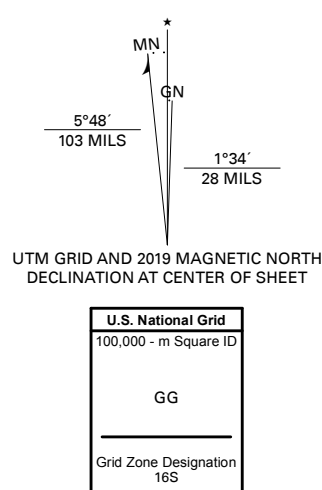 ★
MN
GN
5°48´
103 MILS
1°34´
28 MILS
UTM GRID AND 2019 MAGNETIC NORTH
DECLINATION AT CENTER OF SHEET
U.S. National Grid
100,000 - m Square ID
GG
Grid Zone Designation
16S